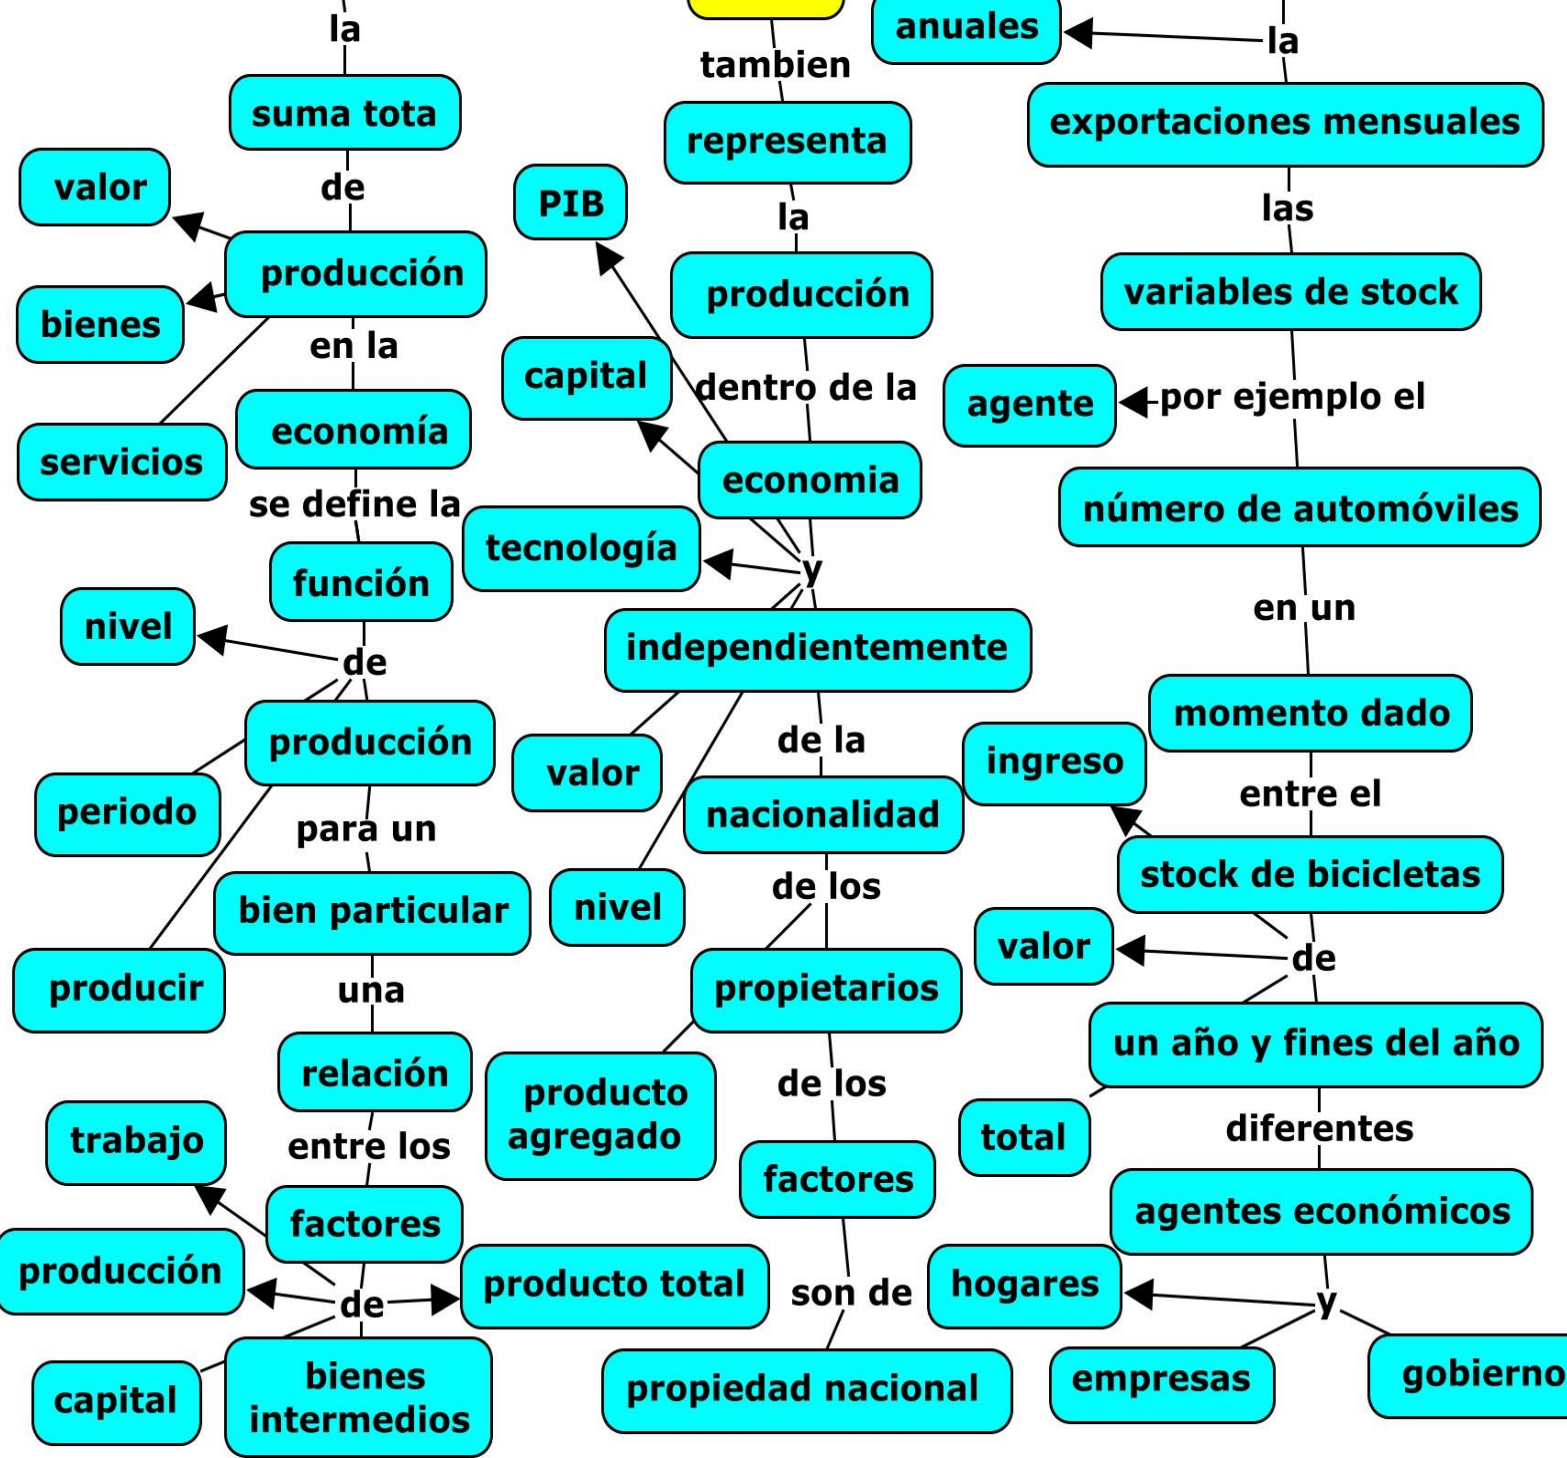 la
suma tota
de
valor
producción
bienes
en la
servicios
economía
se define la
función
nivel
de
producción
periodo
para un
bien particular
producir
una
relación
trabajo
entre los
factores
producción
de
producto total
capital
bienes
intermedios
tambien
representa
PIB
la
producción
capital
dentro de la
economia
tecnología
y
independientemente
valor
de la
nacionalidad
nivel
de los
propietarios
producto
agregado
de los
factores
son de
propiedad nacional
anuales
la
exportaciones mensuales
las
variables de stock
agente
por ejemplo el
número de automóviles
en un
momento dado
ingreso
entre el
stock de bicicletas
valor
de
un año y fines del año
total
diferentes
agentes económicos
hogares
y
empresas
gobierno